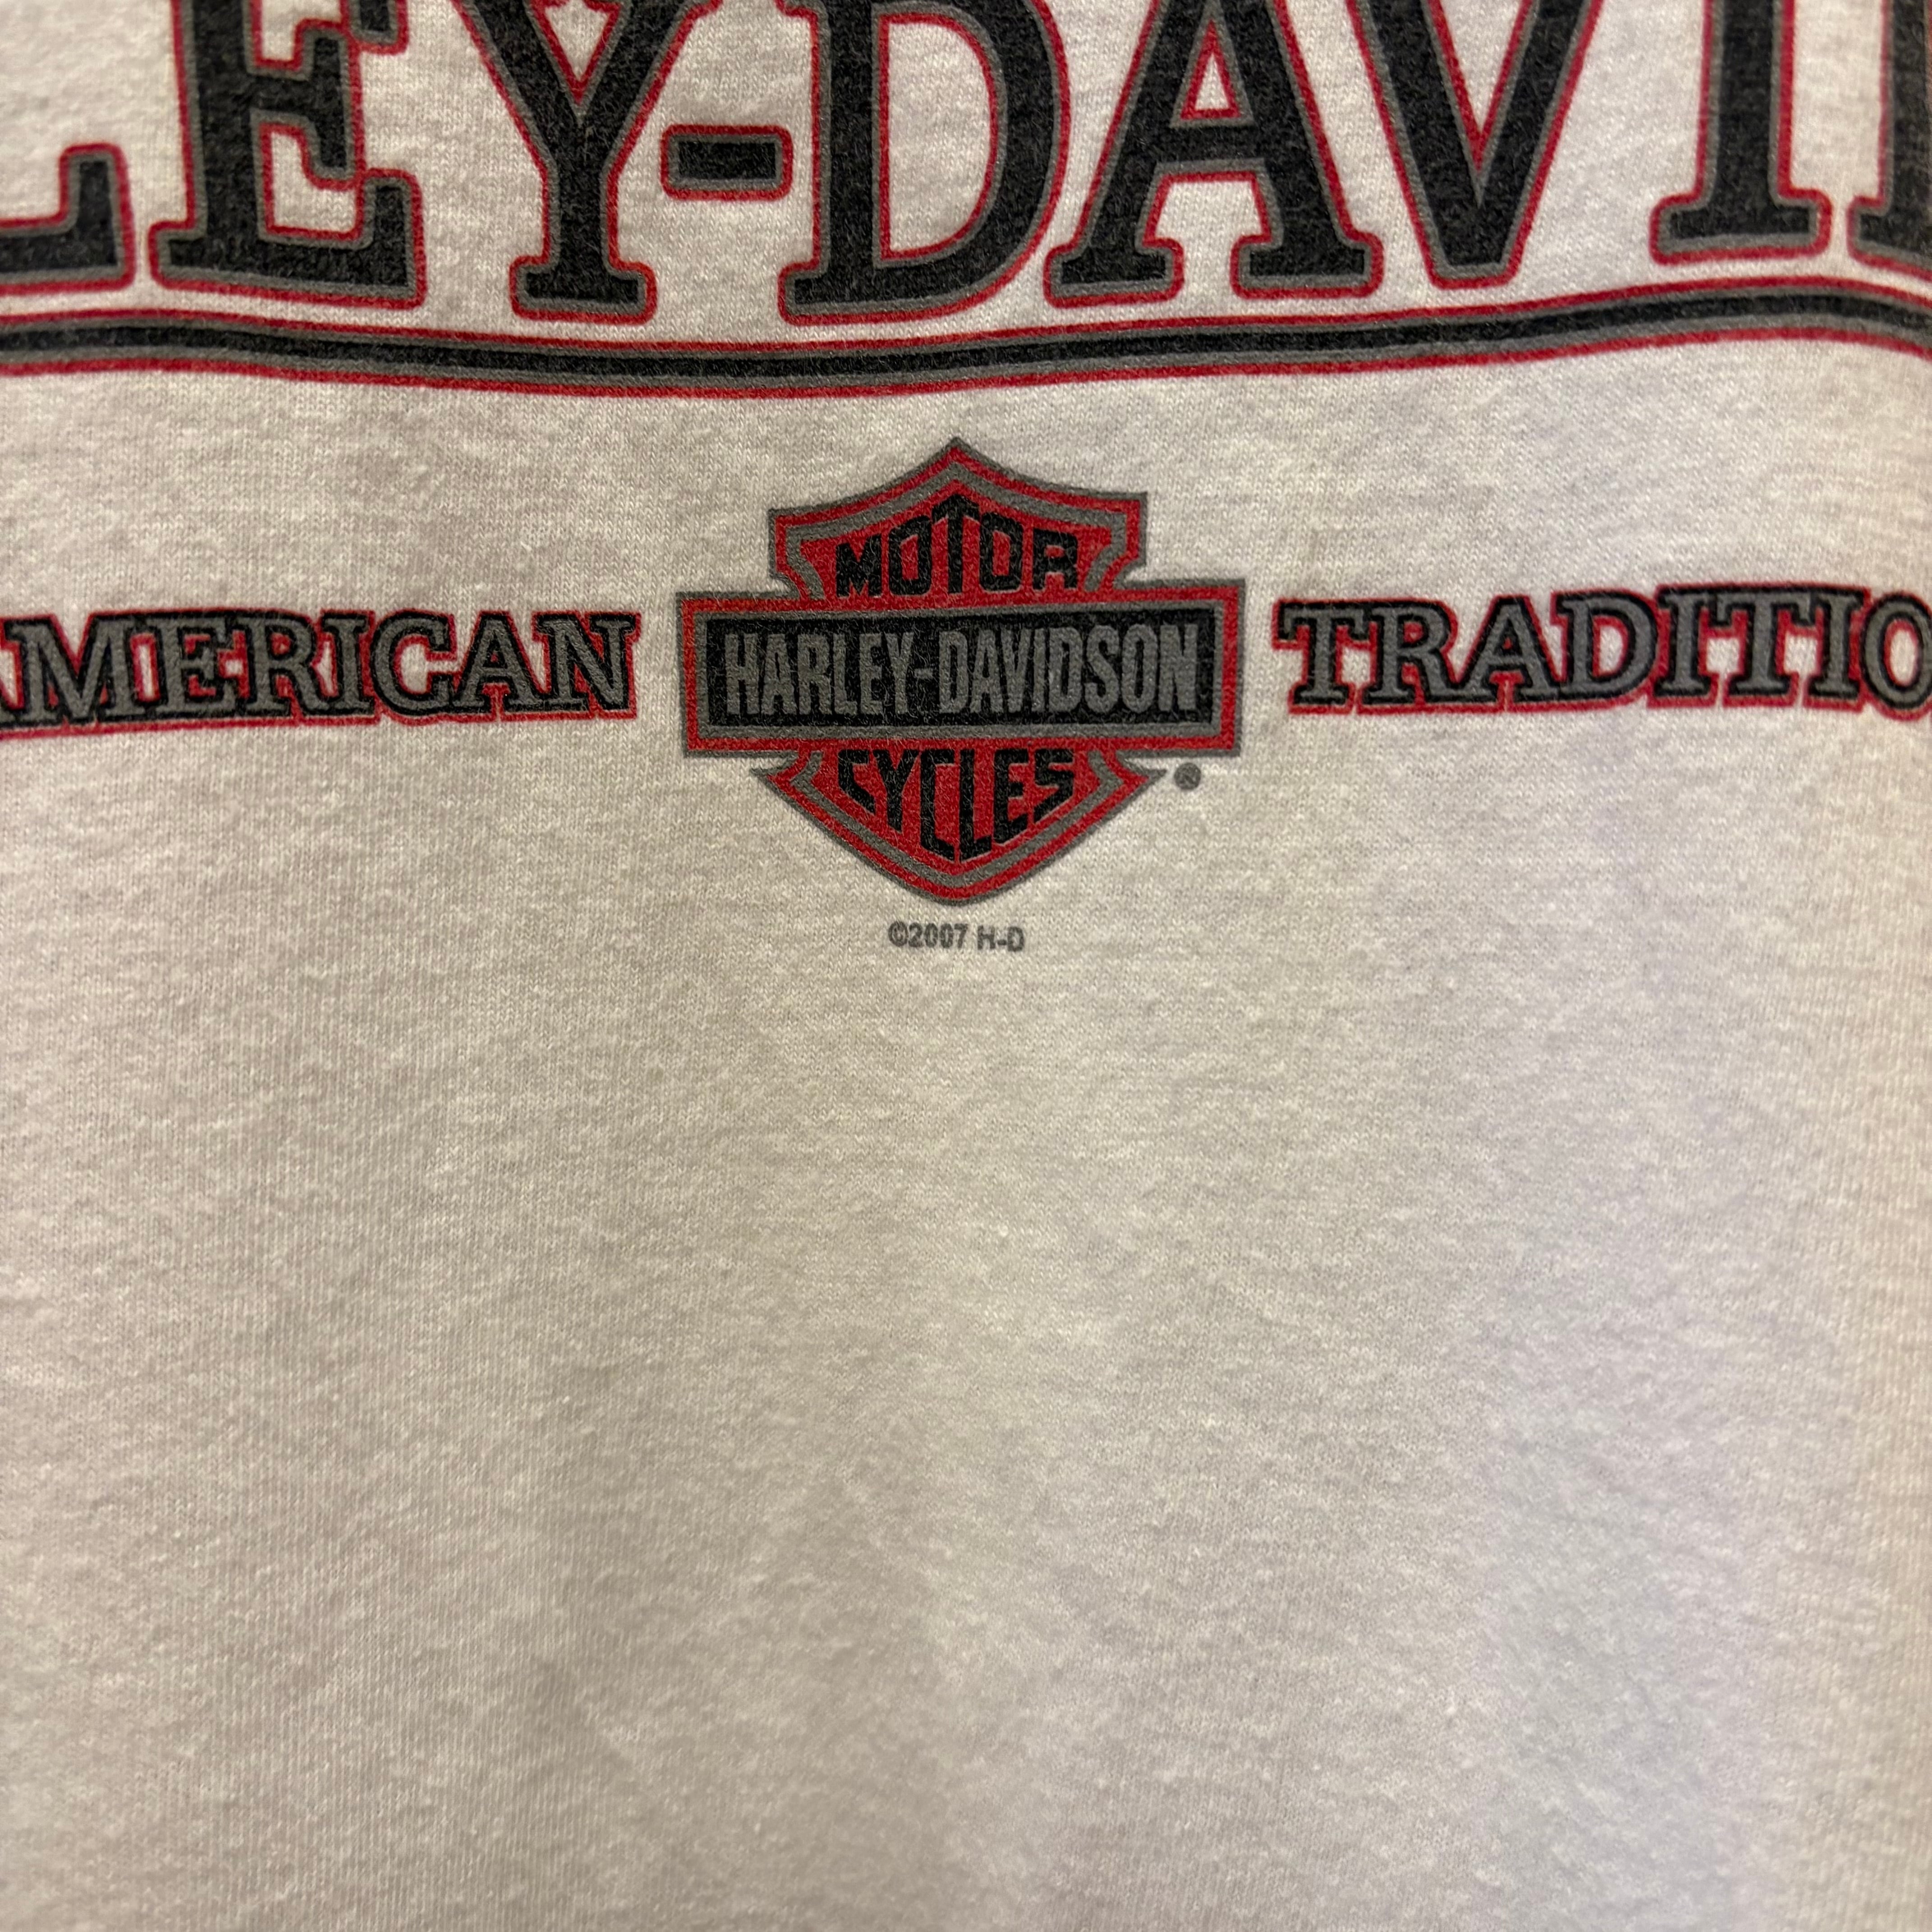 LEY-DAVI
MOTOR
AMERICAN HARLEY-DAVIDSON TRADITIO
CYCLES
©2007 H-D